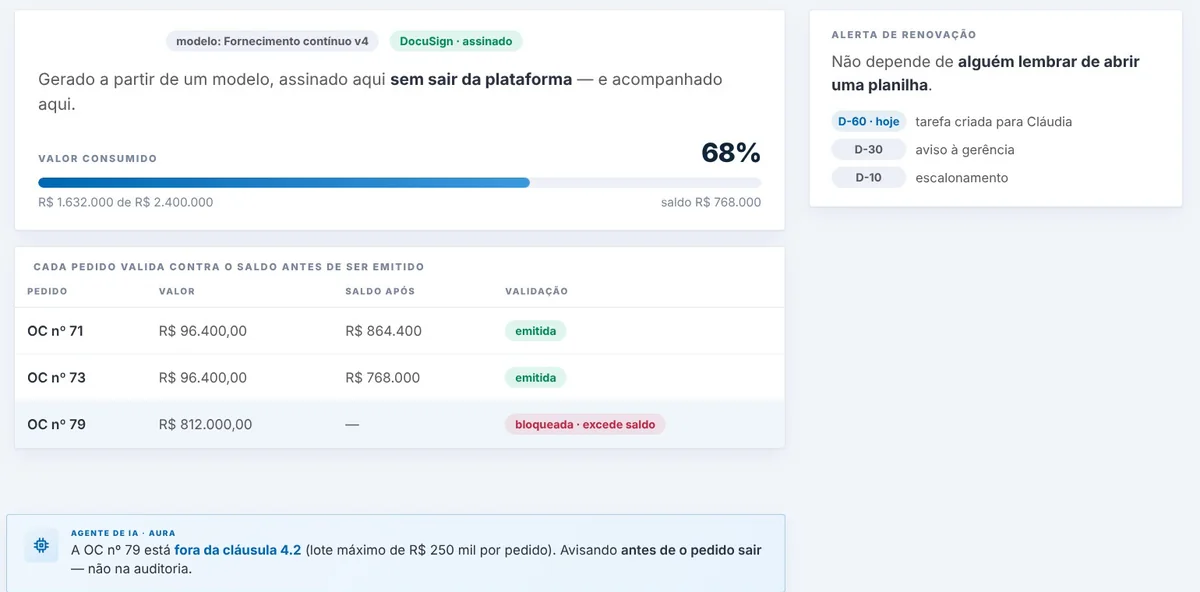 modelo: Fornecimento contínuo v4
DocuSign · assinado
Gerado a partir de um modelo, assinado aqui sem sair da plataforma — e acompanhado
aqui.
VALOR CONSUMIDO
68%
R$ 1.632.000 de R$ 2.400.000
saldo R$ 768.000
ALERTA DE RENOVAÇÃO
Não depende de alguém lembrar de abrir
uma planilha.
D-60 · hoje tarefa criada para Cláudia
D-30 aviso à gerência
D-10 escalonamento
CADA PEDIDO VALIDA CONTRA O SALDO ANTES DE SER EMITIDO
PEDIDO VALOR SALDO APÓS VALIDAÇÃO
OC nº 71 R$ 96.400,00 R$ 864.400 emitida
OC nº 73 R$ 96.400,00 R$ 768.000 emitida
OC nº 79 R$ 812.000,00 — bloqueada · excede saldo
AGENTE DE IA · AURA
A OC nº 79 está fora da cláusula 4.2 (lote máximo de R$ 250 mil por pedido). Avisando antes de o pedido sair
— não na auditoria.